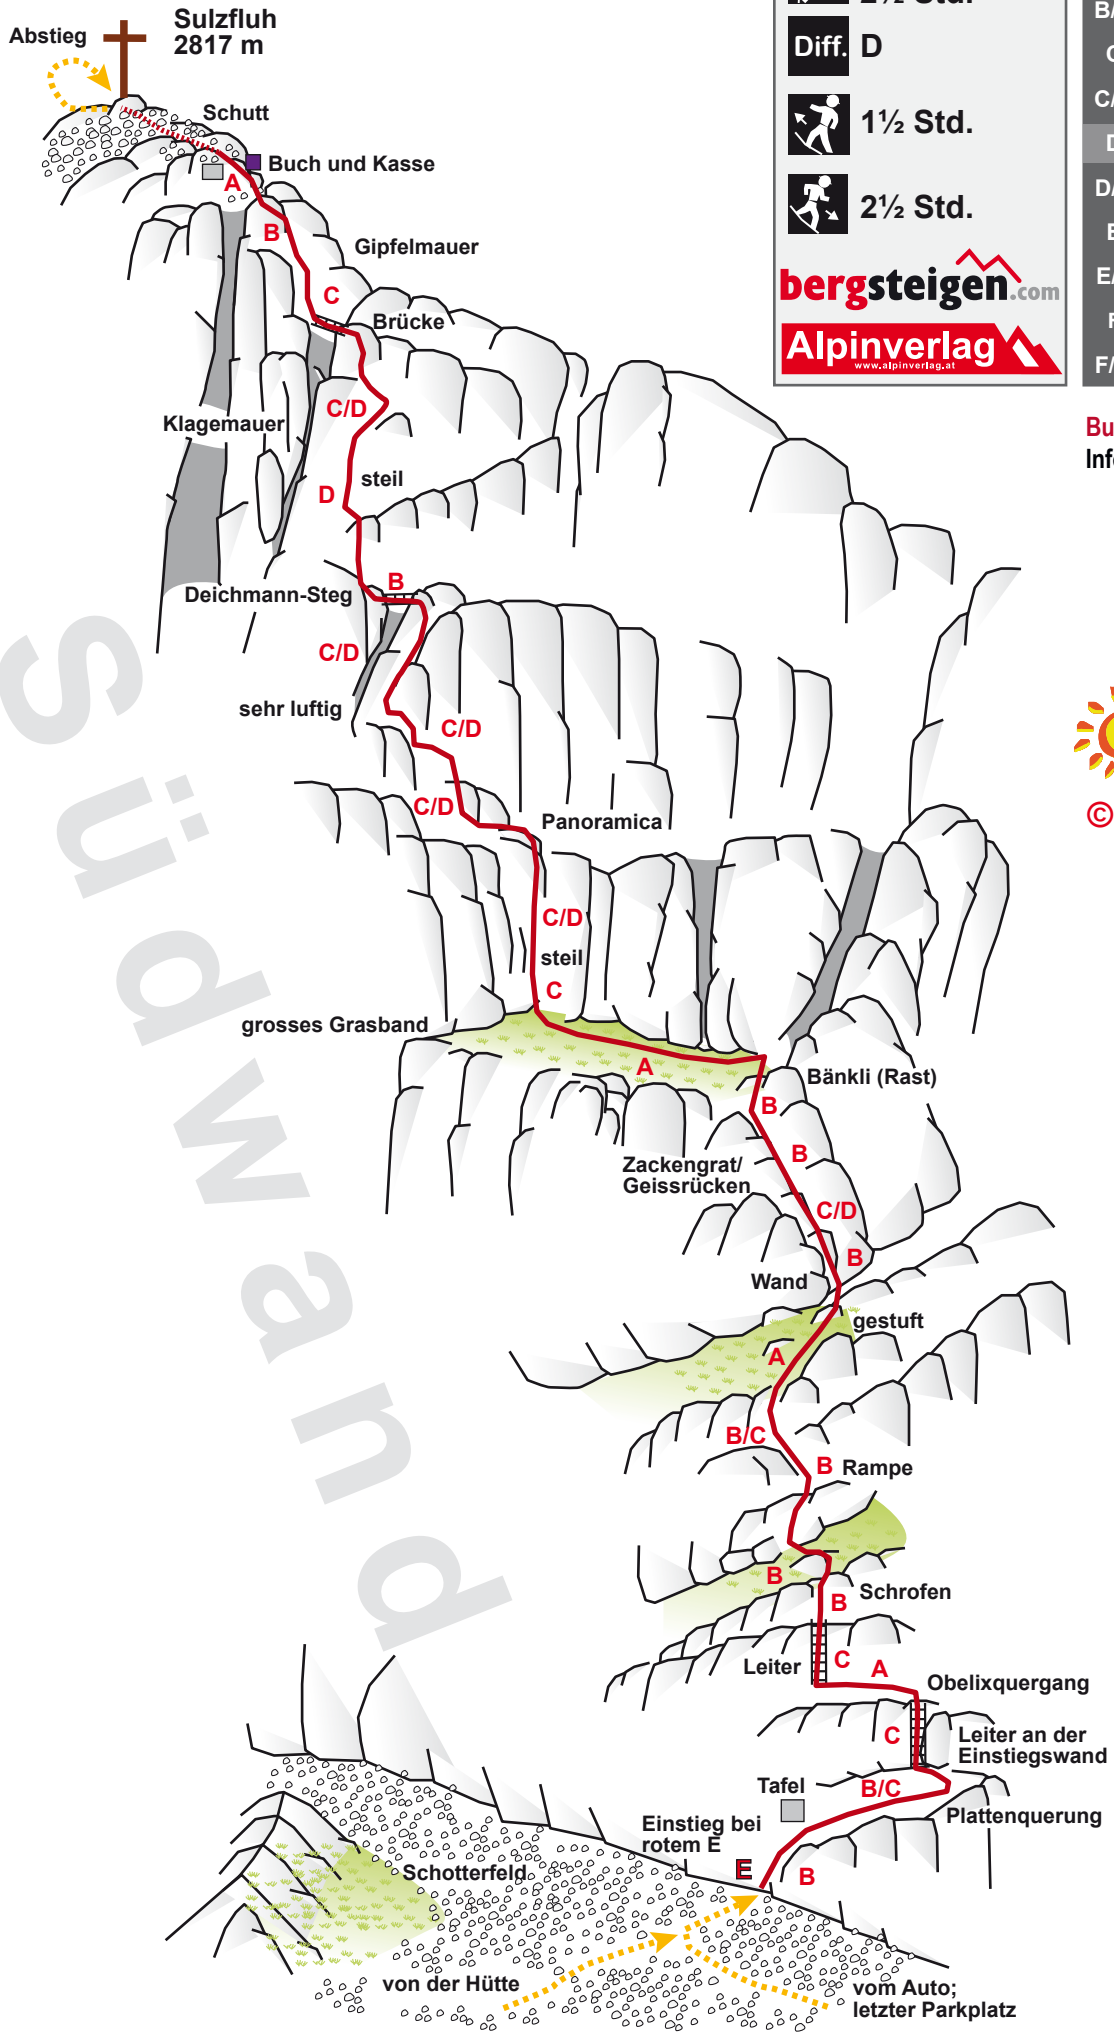 Abstieg
Sulzfluh
2817 m
Schutt
Buch und Kasse
A
B
Gipfelmauer
C
Brücke
C/D
Klagemauer
steil
D
B
Deichmann-Steg
C/D
sehr luftig
C/D
C/D
Panoramica
C/D
steil
C
grosses Grasband
A
Bänkli (Rast)
B
B
Zackengrat/
Geissrücken
C/D
B
Wand
gestuft
A
B/C
B
Rampe
B
Schrofen
B
Leiter
C
A
Obelixquergang
C
Leiter an der
Einstiegswand
Tafel
B/C
Plattenquerung
Einstieg bei
rotem E
E
B
Schotterfeld
von der Hütte
vom Auto;
letzter Parkplatz
Südwand
Diff. D
1½ Std.
2½ Std.
bergsteigen.com
Alpinverlag
www.alpinverlag.at
©